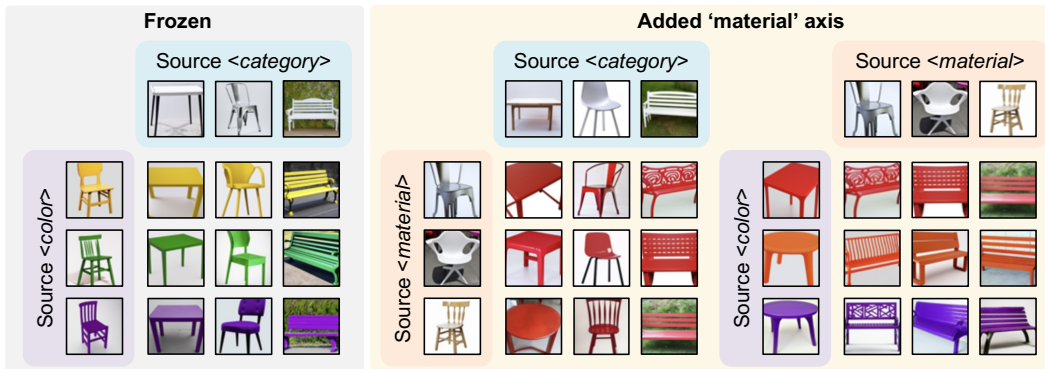 Frozen
Added ‘material’ axis
Source <category>
Source <category>
Source <material>
Source <color>
Source <material>
Source <color>